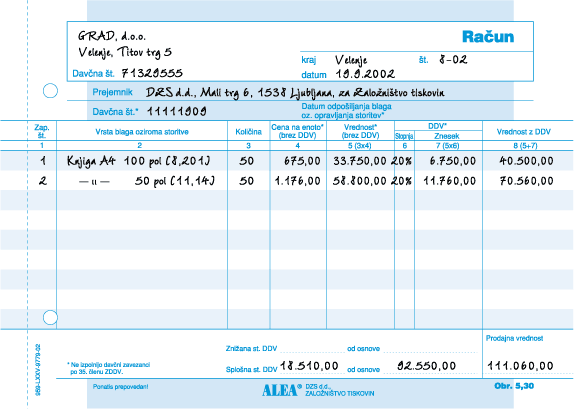 GRAD, d.o.o.
Velenje, Titov trg 5
Davčna št. 71329555
Račun
kraj Velenje št. 8-02
datum 19.9.2002
Prejemnik DZS d.d., Mali trg 6, 1538 Ljubljana, za Založništvo tiskovin
Davčna št.* 11111909
Datum odpošiljanja blaga
oz. opravljanja storitev*
Zap. št. Vrsta blaga oziroma storitve Količina Cena na enoto* (brez DDV) Vrednost* (brez DDV) DDV* Stopnja Znesek Vrednost z DDV
1 2 3 4 5 (3x4) 6 7 (5x6) 8 (5+7)
1 Knjiga A4 100 pol (8,201) 50 675,00 33.750,00 20% 6.750,00 40.500,00
2 — ıı — 50 pol (11,14) 50 1.176,00 58.800,00 20% 11.760,00 70.560,00
Prodajna vrednost
Znižana st. DDV od osnove
* Ne izpolnijo davčni zavezanci
po 36. členu ZDDV.
Splošna st. DDV 18.510,00 od osnove 92.550,00 111.060,00
Ponatis prepovedan!
ALEA® DZS d.d.,
ZALOŽNIŠTVO TISKOVIN
Obr. 5,30
959-LXXV-9779-02